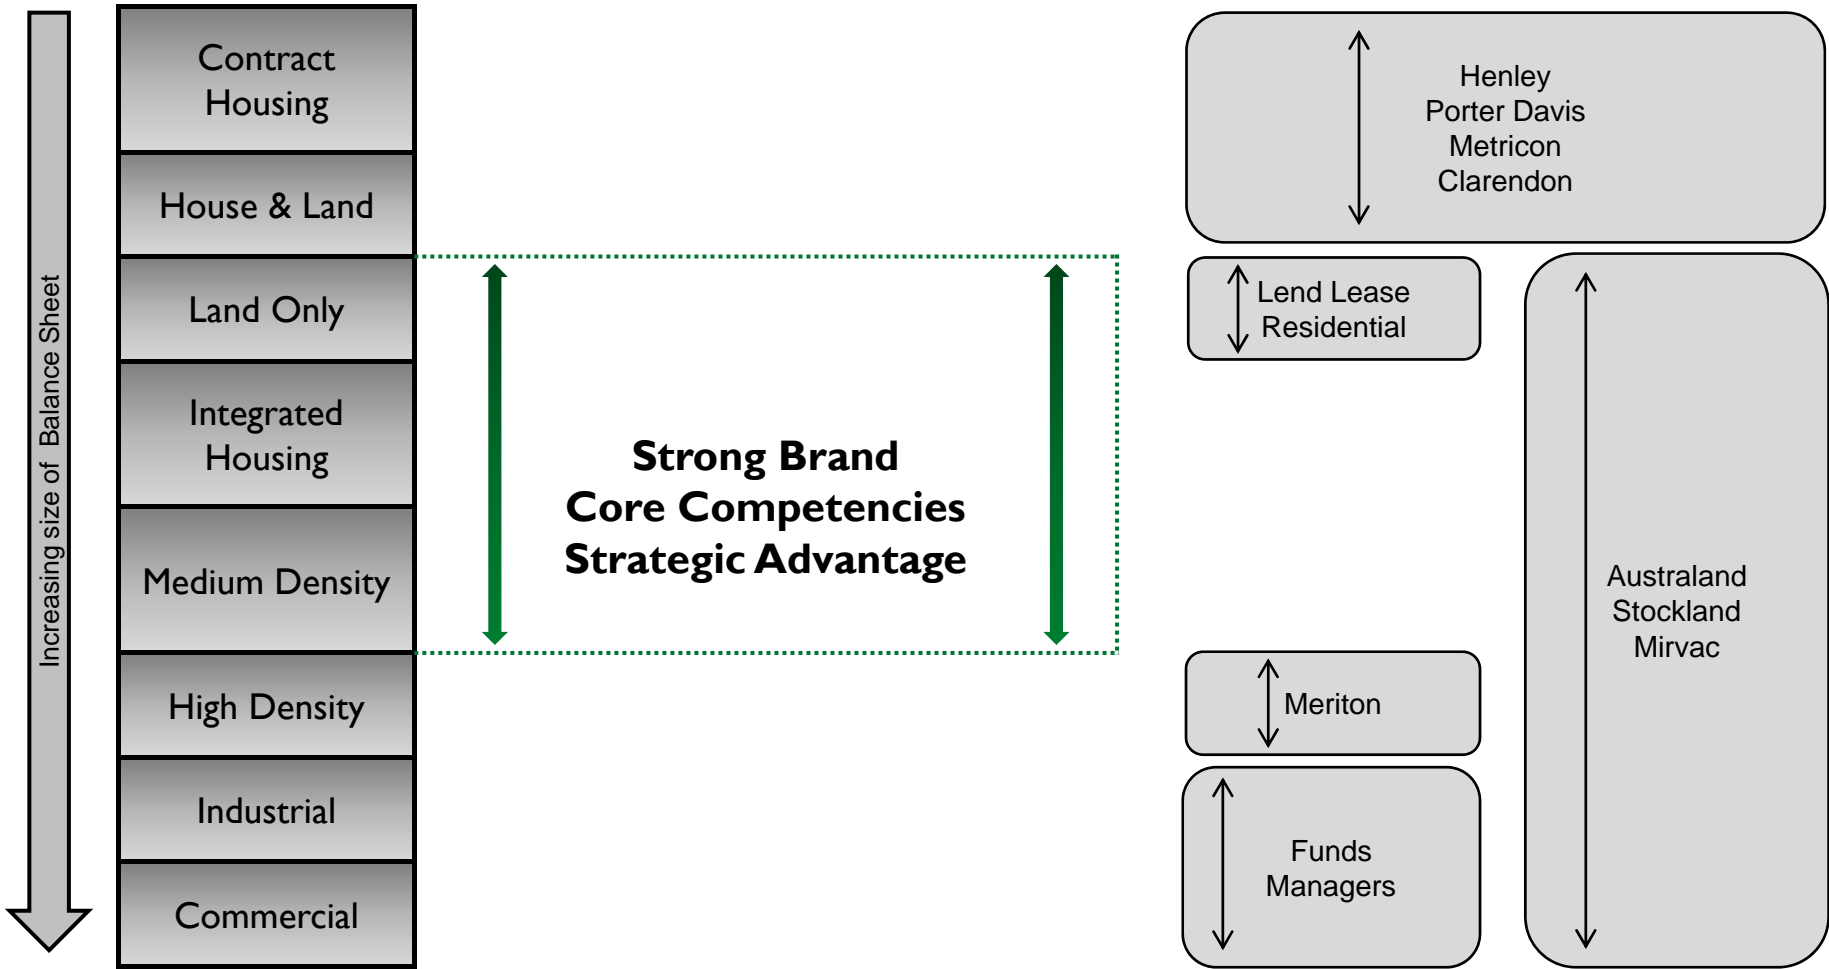 Increasing size of Balance Sheet
Contract
Housing
House & Land
Land Only
Integrated
Housing
Medium Density
High Density
Industrial
Commercial
Strong Brand
Core Competencies
Strategic Advantage
Henley
Porter Davis
Metricon
Clarendon
Lend Lease
Residential
Meriton
Funds
Managers
Australand
Stockland
Mirvac